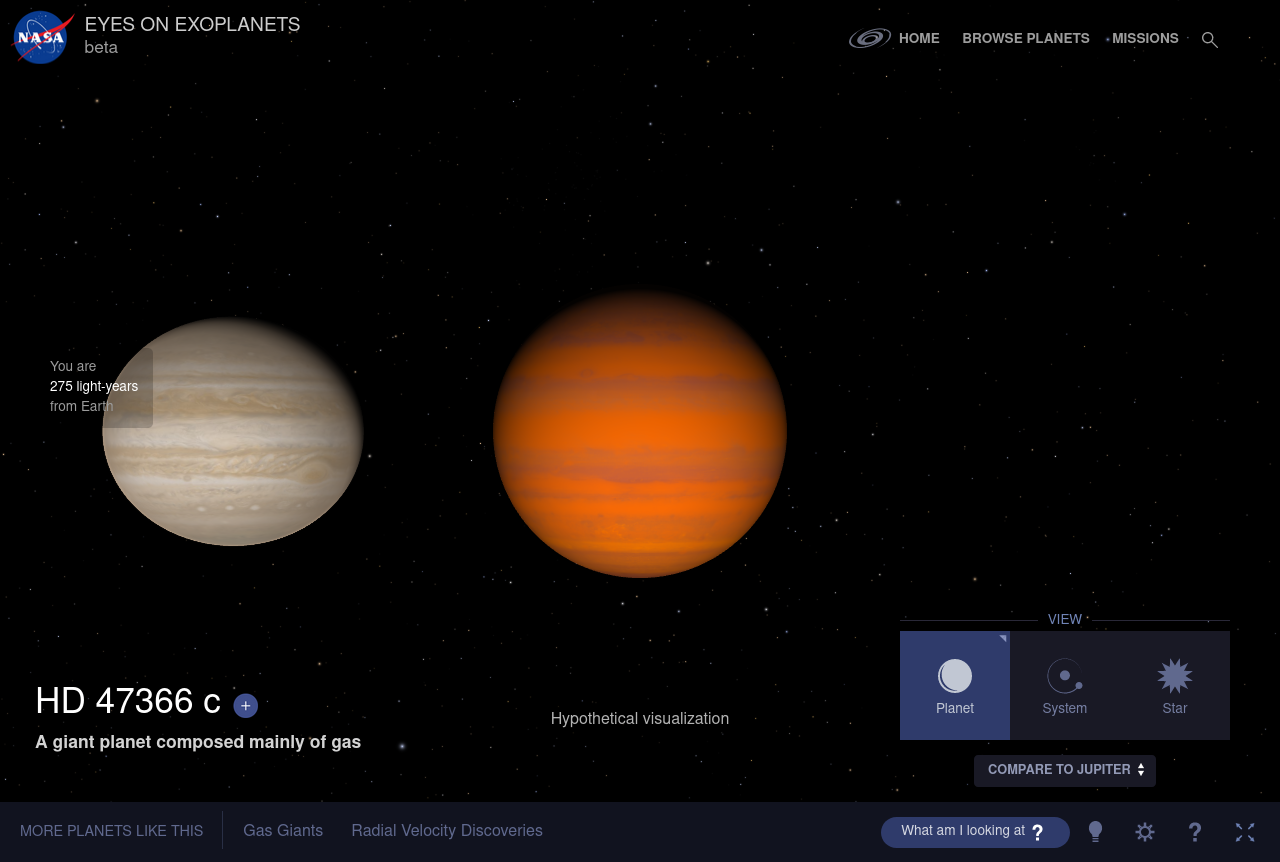 NASA
EYES ON EXOPLANETS
beta
HOME
BROWSE PLANETS
MISSIONS
You are
275 light-years
from Earth
VIEW
Planet
System
Star
HD 47366 c +
A giant planet composed mainly of gas
Hypothetical visualization
COMPARE TO JUPITER
MORE PLANETS LIKE THIS
Gas Giants
Radial Velocity Discoveries
What am I looking at ?
?